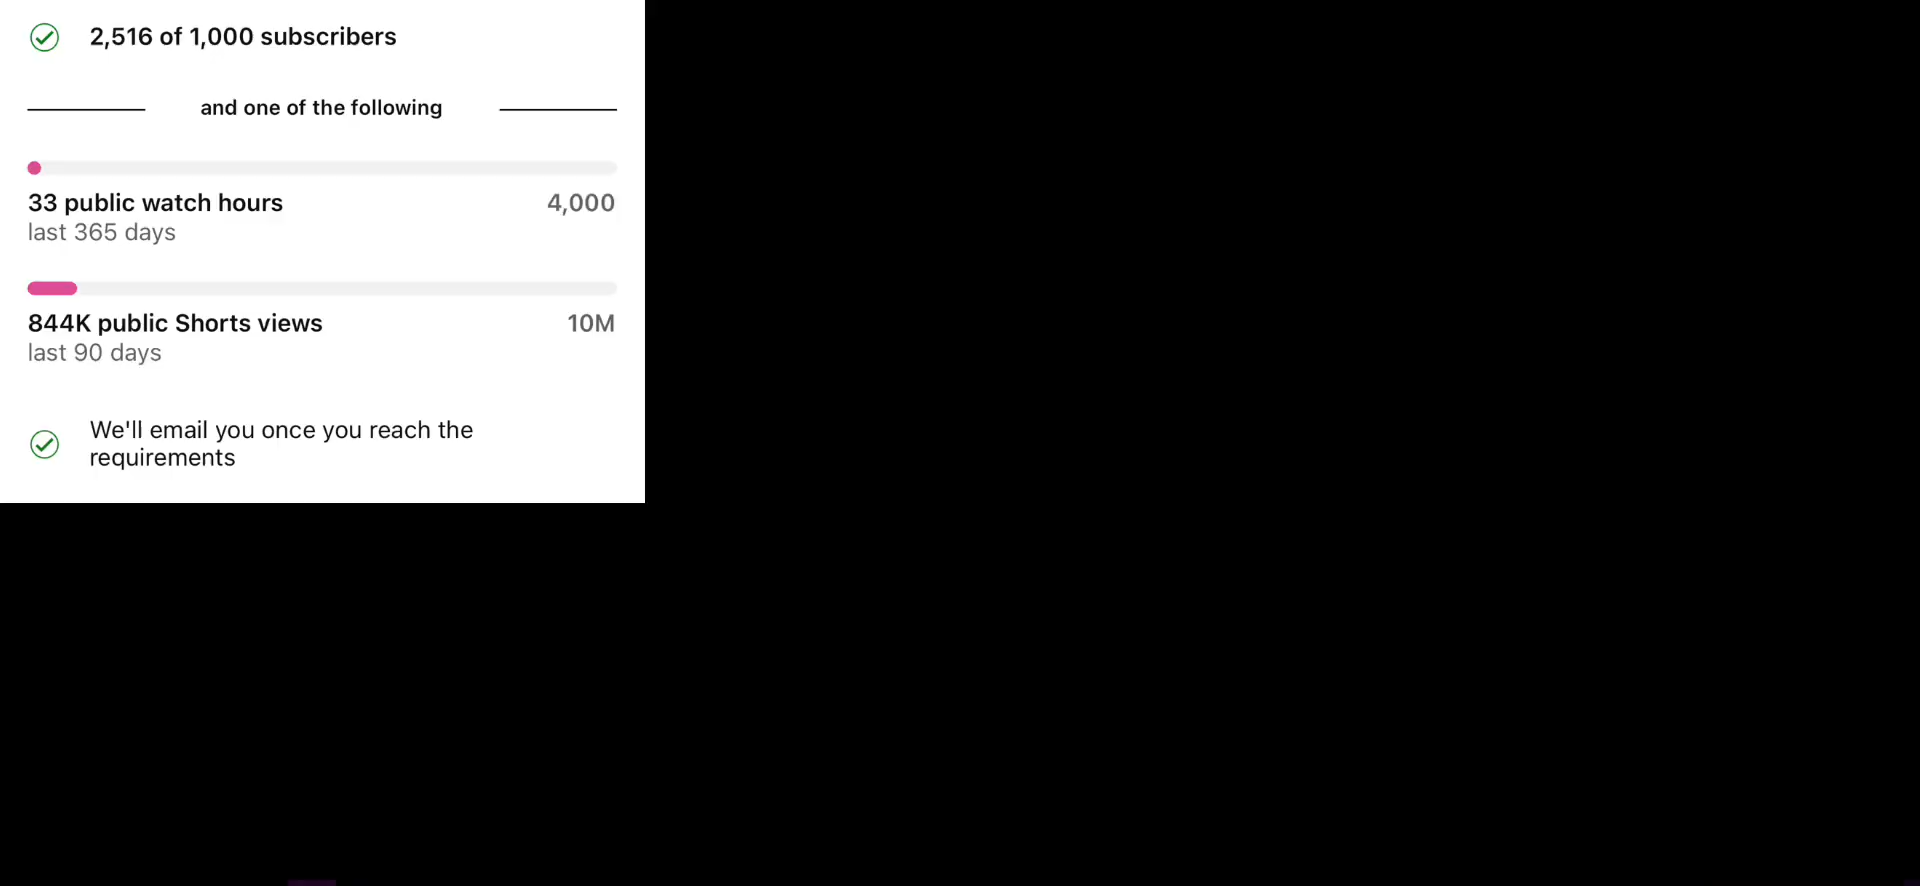 2,516 of 1,000 subscribers
and one of the following
33 public watch hours 4,000
last 365 days
844K public Shorts views 10M
last 90 days
We'll email you once you reach the
requirements